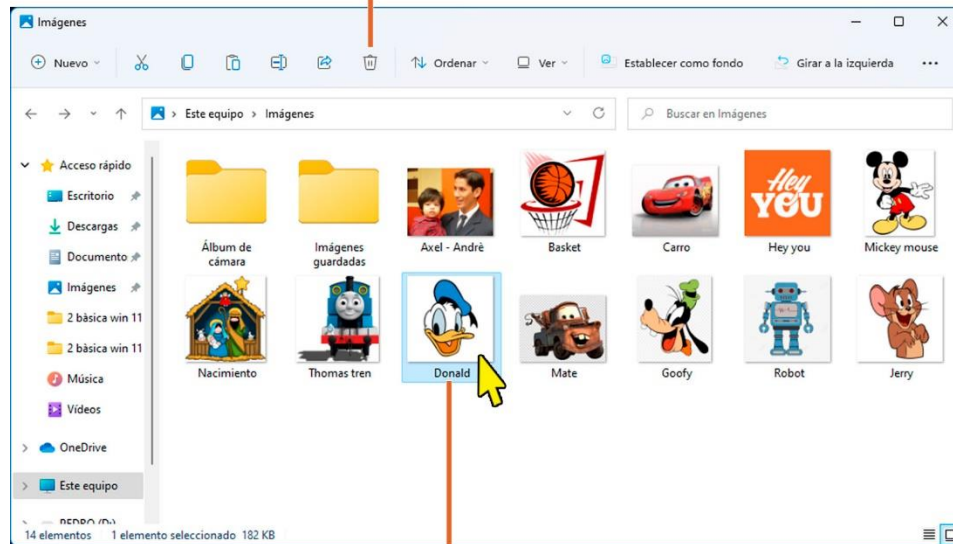 Imágenes
Nuevo
Ordenar
Ver
Establecer como fondo
Girar a la izquierda
Este equipo > Imágenes
Buscar en Imágenes
Acceso rápido
Escritorio
Descargas
Documento
Imágenes
2 bàsica win 11
2 bàsica win 11
Música
Vídeos
OneDrive
Este equipo
PEDRO (D:)
Álbum de
cámara
Imágenes
guardadas
Axel - Andrè
Basket
Carro
Hey you
Hey
YOU
Mickey mouse
Nacimiento
Thomas tren
Donald
Mate
Goofy
Robot
Jerry
14 elementos 1 elemento seleccionado 182 KB